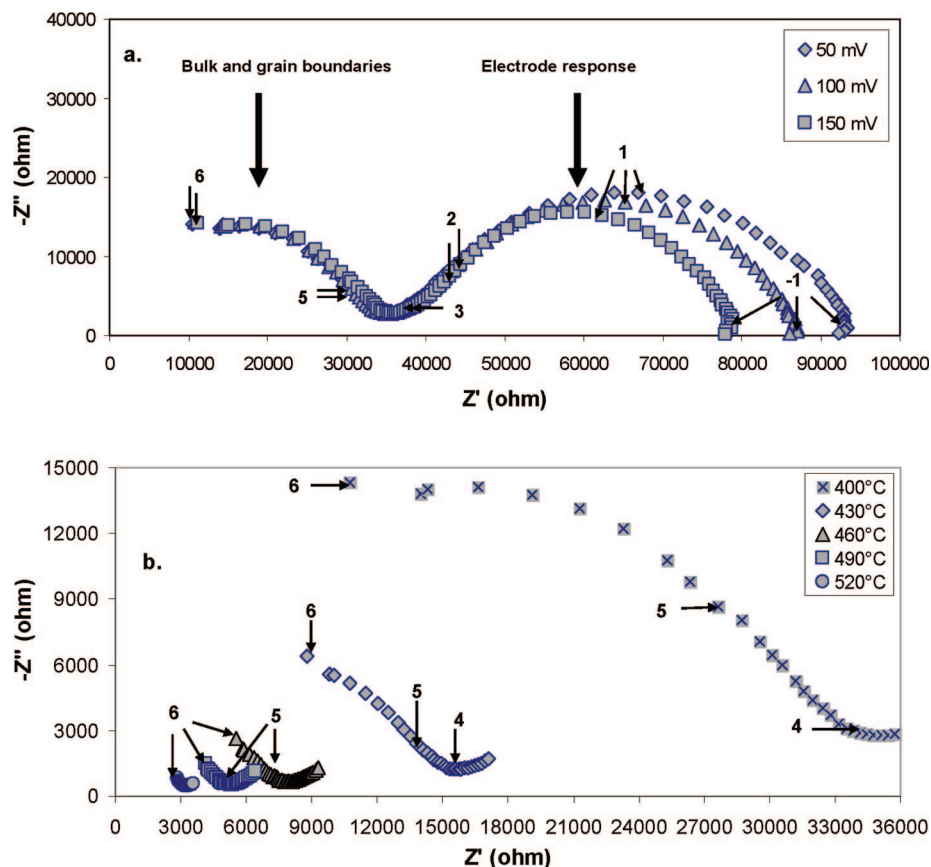 40000
a.
Bulk and grain boundaries
Electrode response
50 mV
100 mV
150 mV
30000
-Z" (ohm)
20000
6
1
2
10000
5
3
-1
0
0 10000 20000 30000 40000 50000 60000 70000 80000 90000 100000
Z' (ohm)
15000
6
400°C
430°C
460°C
490°C
520°C
12000
b.
-Z" (ohm)
9000
5
6
6000
5
4
6
5
3000
4
0
0 3000 6000 9000 12000 15000 18000 21000 24000 27000 30000 33000 36000
Z' (ohm)